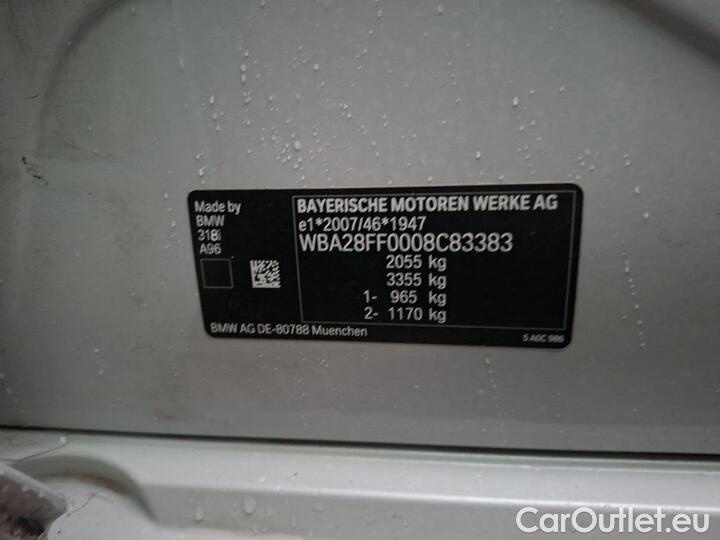 Made by
BMW
318i
A96
BAYERISCHE MOTOREN WERKE AG
e1*2007/46*1947
WBA28FF0008C83383
2055 kg
3355 kg
1- 965 kg
2- 1170 kg
BMW AG DE-80788 Muenchen
5 A0C 986
CarOutlet.eu